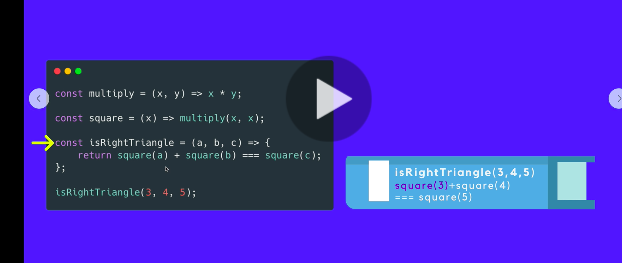 const multiply = (x, y) => x * y;
const square = (x) => multiply(x, x);
const isRightTriangle = (a, b, c) => {
return square(a) + square(b) === square(c);
};
isRightTriangle(3, 4, 5);
isRightTriangle(3,4,5)
square(3)+square(4)
=== square(5)